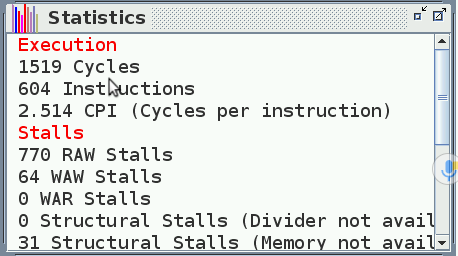 Statistics
Execution
1519 Cycles
604 Instructions
2.514 CPI (Cycles per instruction)
Stalls
770 RAW Stalls
64 WAW Stalls
0 WAR Stalls
0 Structural Stalls (Divider not avail
31 Structural Stalls (Memory not avail